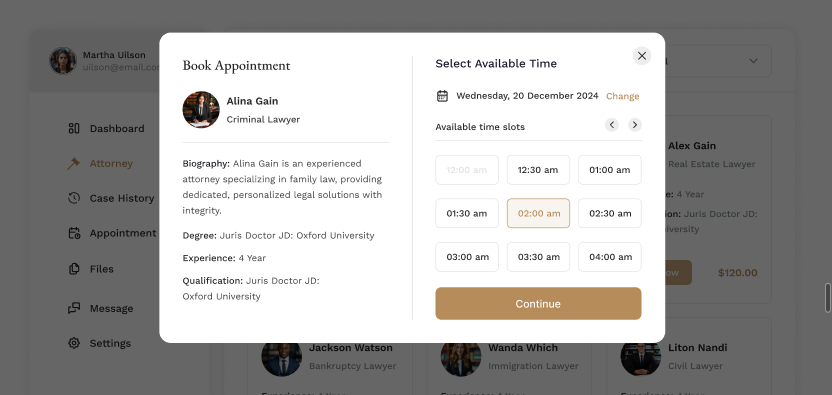 Martha Uilson
uilson@email.co
Dashboard
Attorney
Case History
Appointment
Files
Message
Settings
Book Appointment
Alina Gain
Criminal Lawyer
Biography: Alina Gain is an experienced
attorney specializing in family law, providing
dedicated, personalized legal solutions with
integrity.
Degree: Juris Doctor JD: Oxford University
Experience: 4 Year
Qualification: Juris Doctor JD:
Oxford University
Select Available Time
Wednesday, 20 December 2024 Change
Available time slots
12:00 am 12:30 am 01:00 am
01:30 am 02:00 am 02:30 am
03:00 am 03:30 am 04:00 am
Continue
Alex Gain
Real Estate Lawyer
: 4 Year
on: Juris Doctor JD:
versity
ow $120.00
Jackson Watson
Bankruptcy Lawyer
Wanda Which
Immigration Lawyer
Liton Nandi
Civil Lawyer